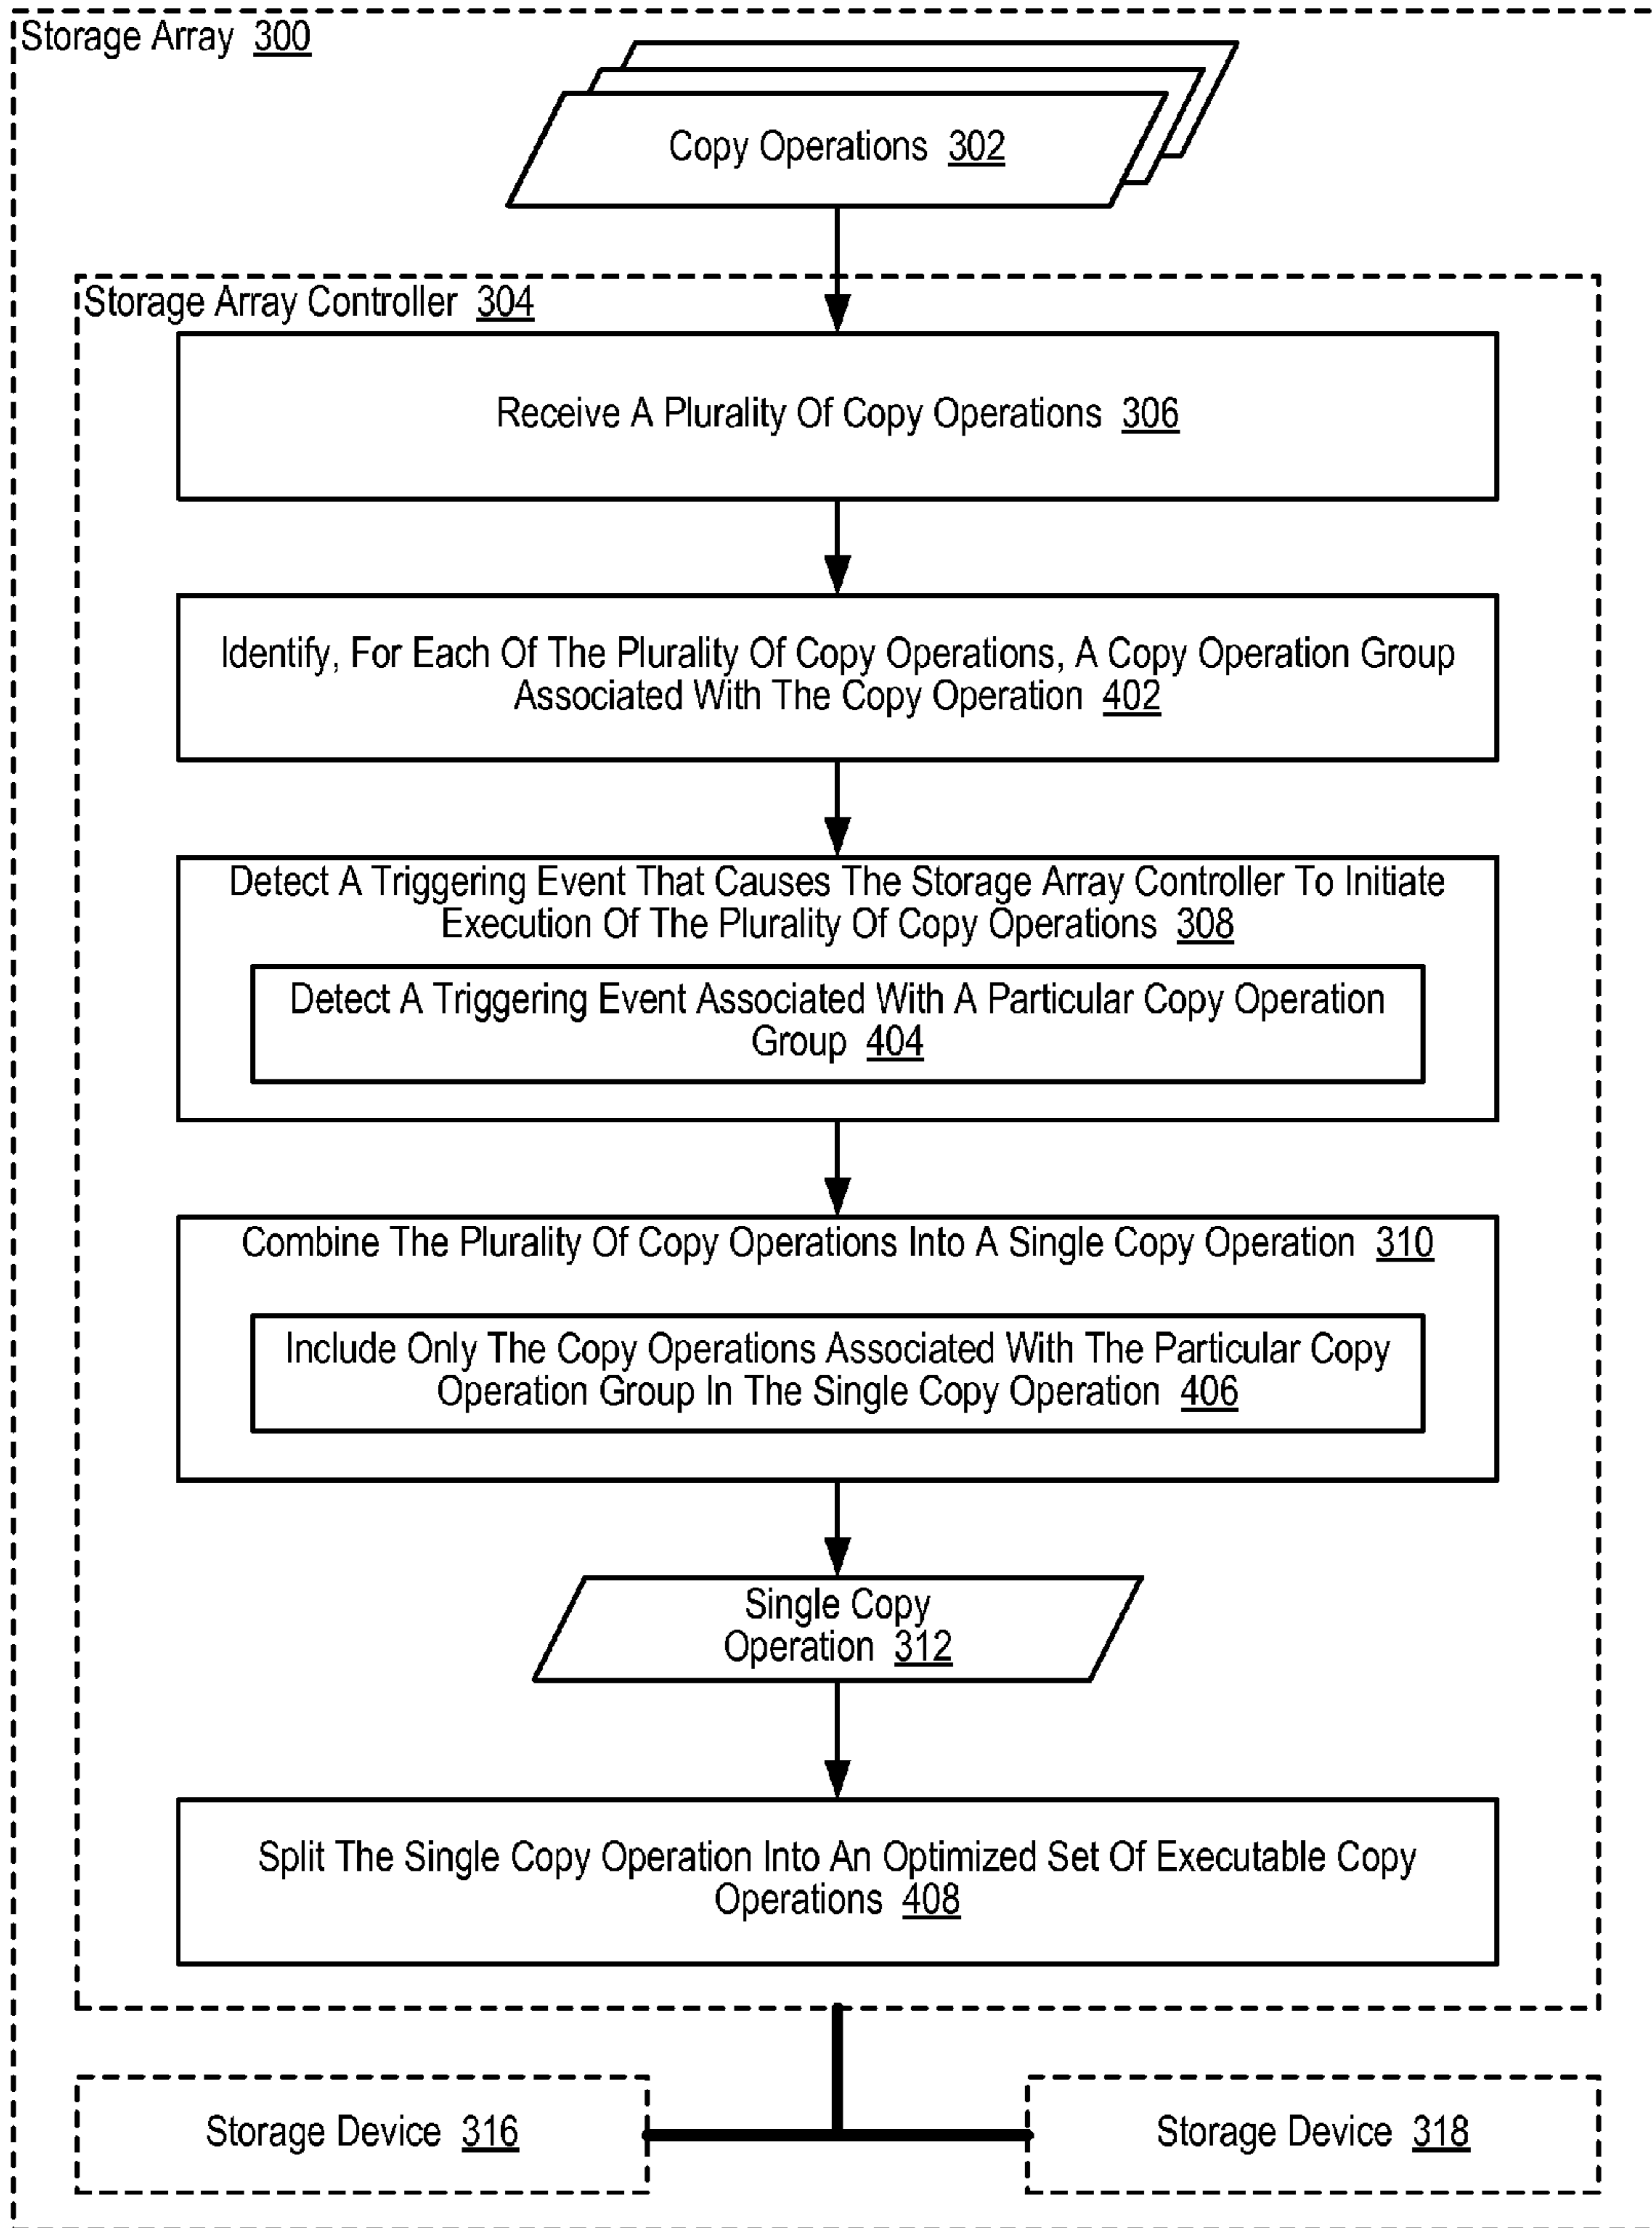 Storage Array 300
Copy Operations 302
Storage Array Controller 304
Receive A Plurality Of Copy Operations 306
Identify, For Each Of The Plurality Of Copy Operations, A Copy Operation Group
Associated With The Copy Operation 402
Detect A Triggering Event That Causes The Storage Array Controller To Initiate
Execution Of The Plurality Of Copy Operations 308
Detect A Triggering Event Associated With A Particular Copy Operation
Group 404
Combine The Plurality Of Copy Operations Into A Single Copy Operation 310
Include Only The Copy Operations Associated With The Particular Copy
Operation Group In The Single Copy Operation 406
Single Copy
Operation 312
Split The Single Copy Operation Into An Optimized Set Of Executable Copy
Operations 408
Storage Device 316
Storage Device 318